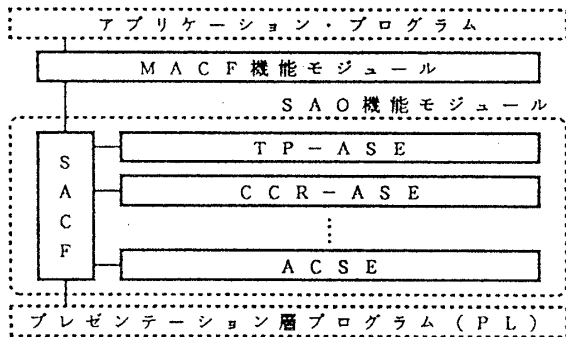 アプリケーション・プログラム
MACF機能モジュール
SAO機能モジュール
SACF
TP-ASE
CCR-ASE
ACSE
プレゼンテーション層プログラム(PL)